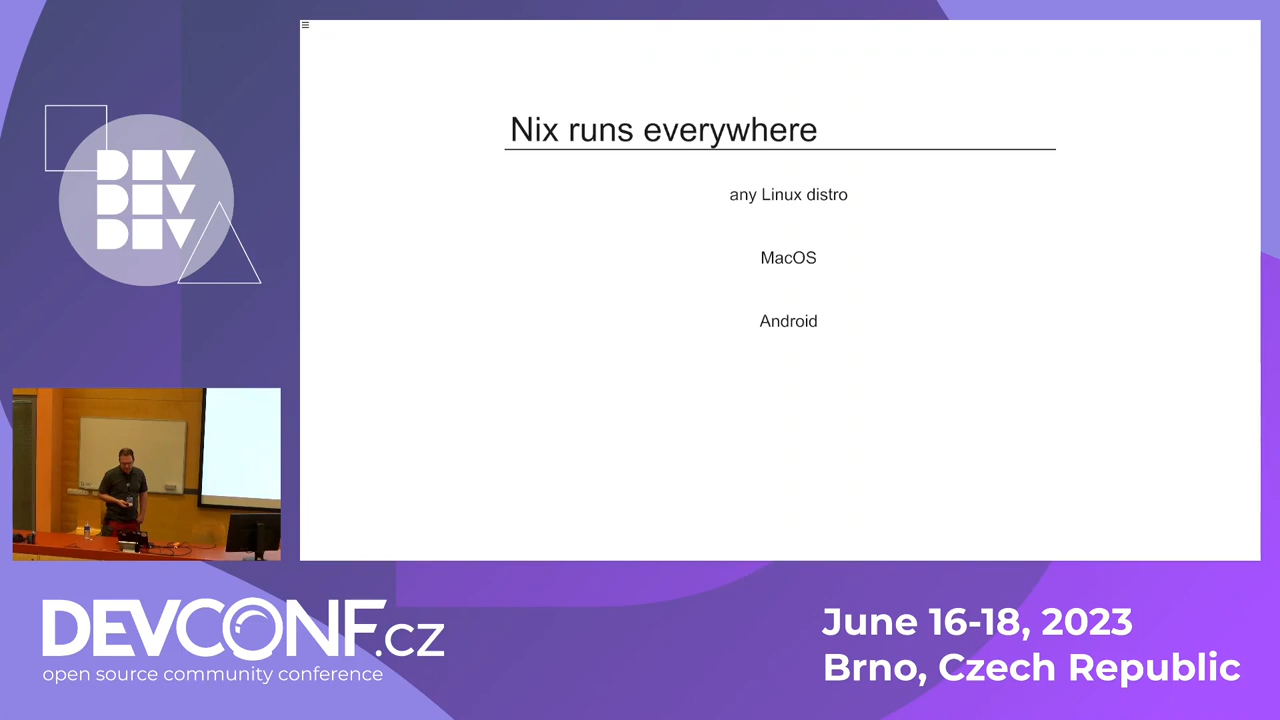 DEV
DEV
DEV
Nix runs everywhere
any Linux distro
MacOS
Android
DEVCONF.cz
open source community conference
June 16-18, 2023
Brno, Czech Republic